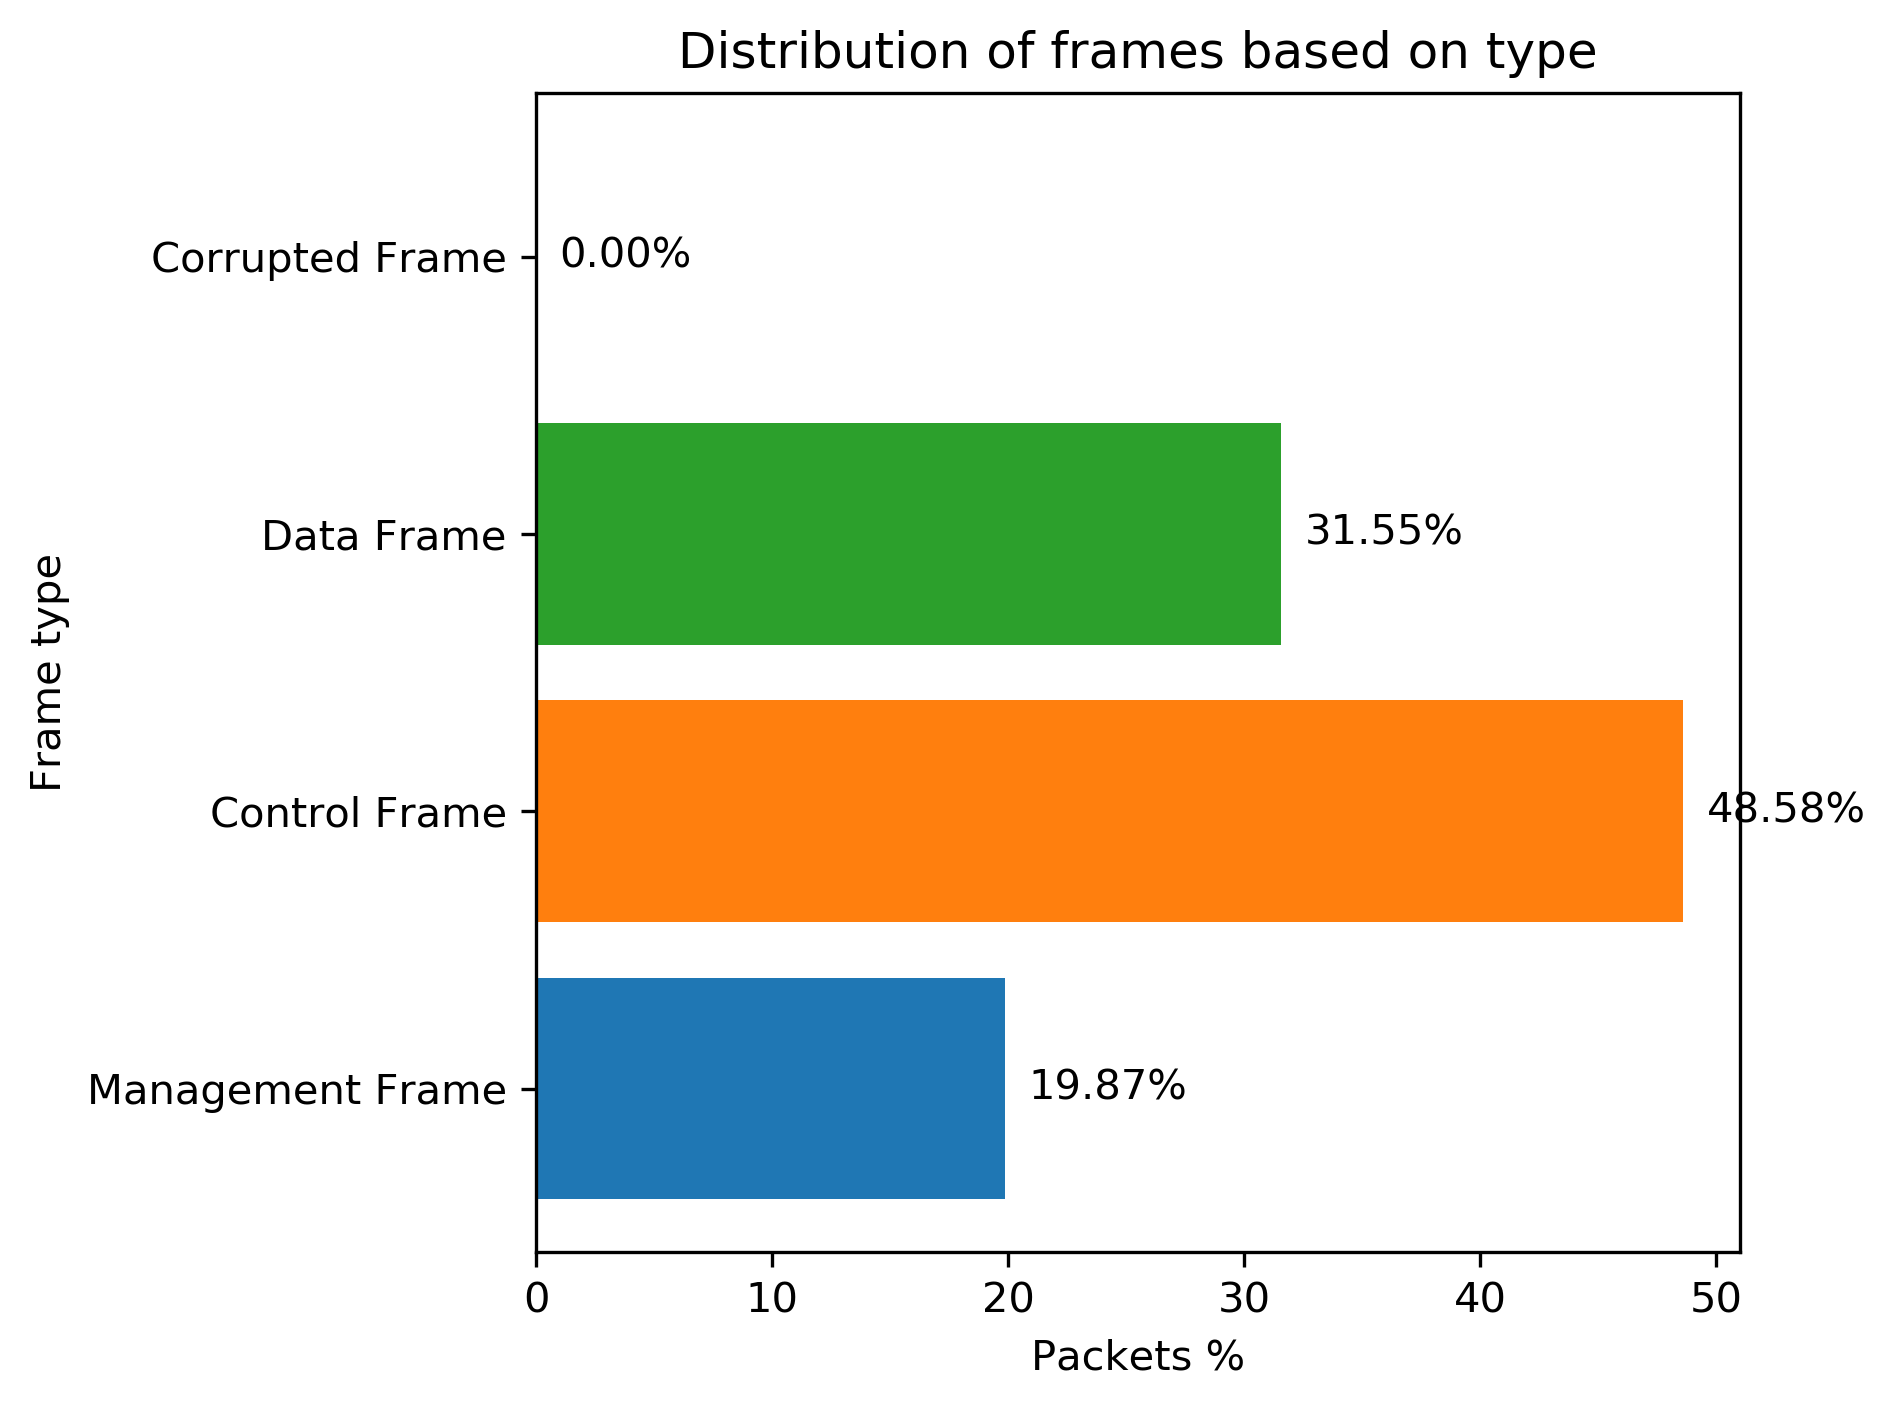 Distribution of frames based on type
Corrupted Frame
0.00%
Data Frame
31.55%
Control Frame
48.58%
Management Frame
19.87%
Frame type
0 10 20 30 40 50
Packets %